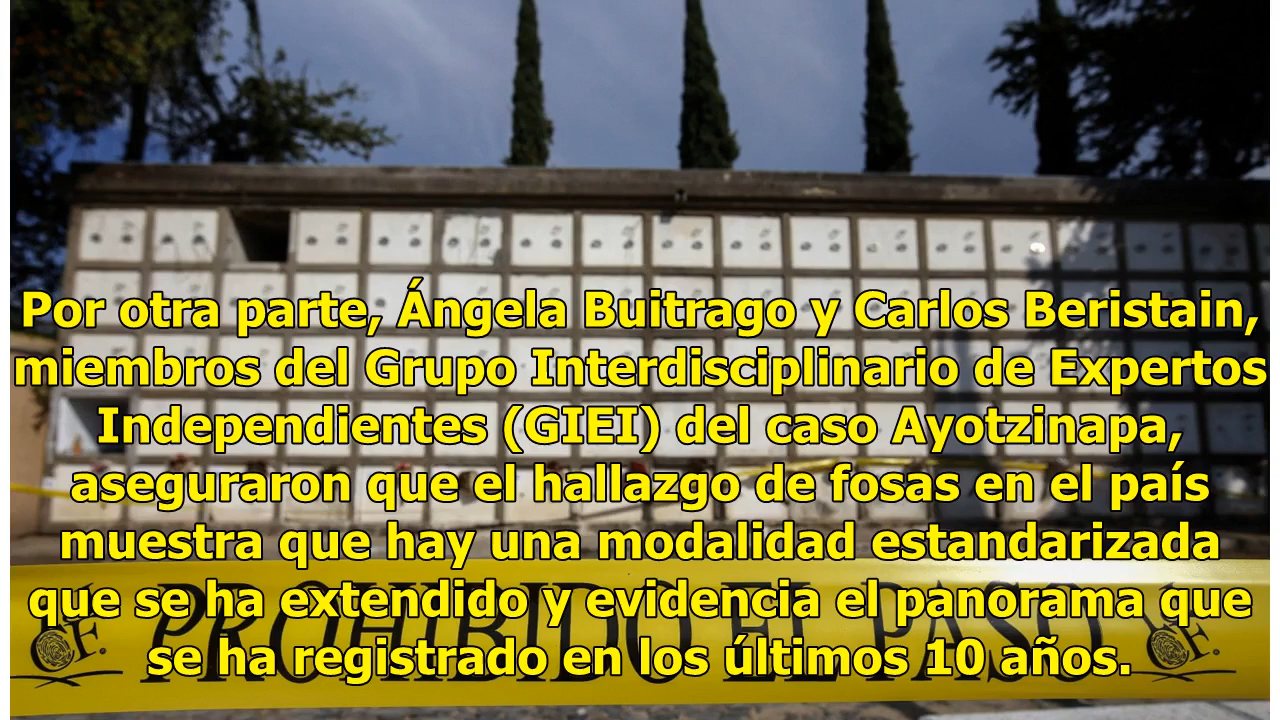 Por otra parte, Ángela Buitrago y Carlos Beristain,
miembros del Grupo Interdisciplinario de Expertos
Independientes (GIEI) del caso Ayotzinapa,
aseguraron que el hallazgo de fosas en el país
muestra que hay una modalidad estandarizada
que se ha extendido y evidencia el panorama que
se ha registrado en los últimos 10 años.
PROHIBIDO EL PASO